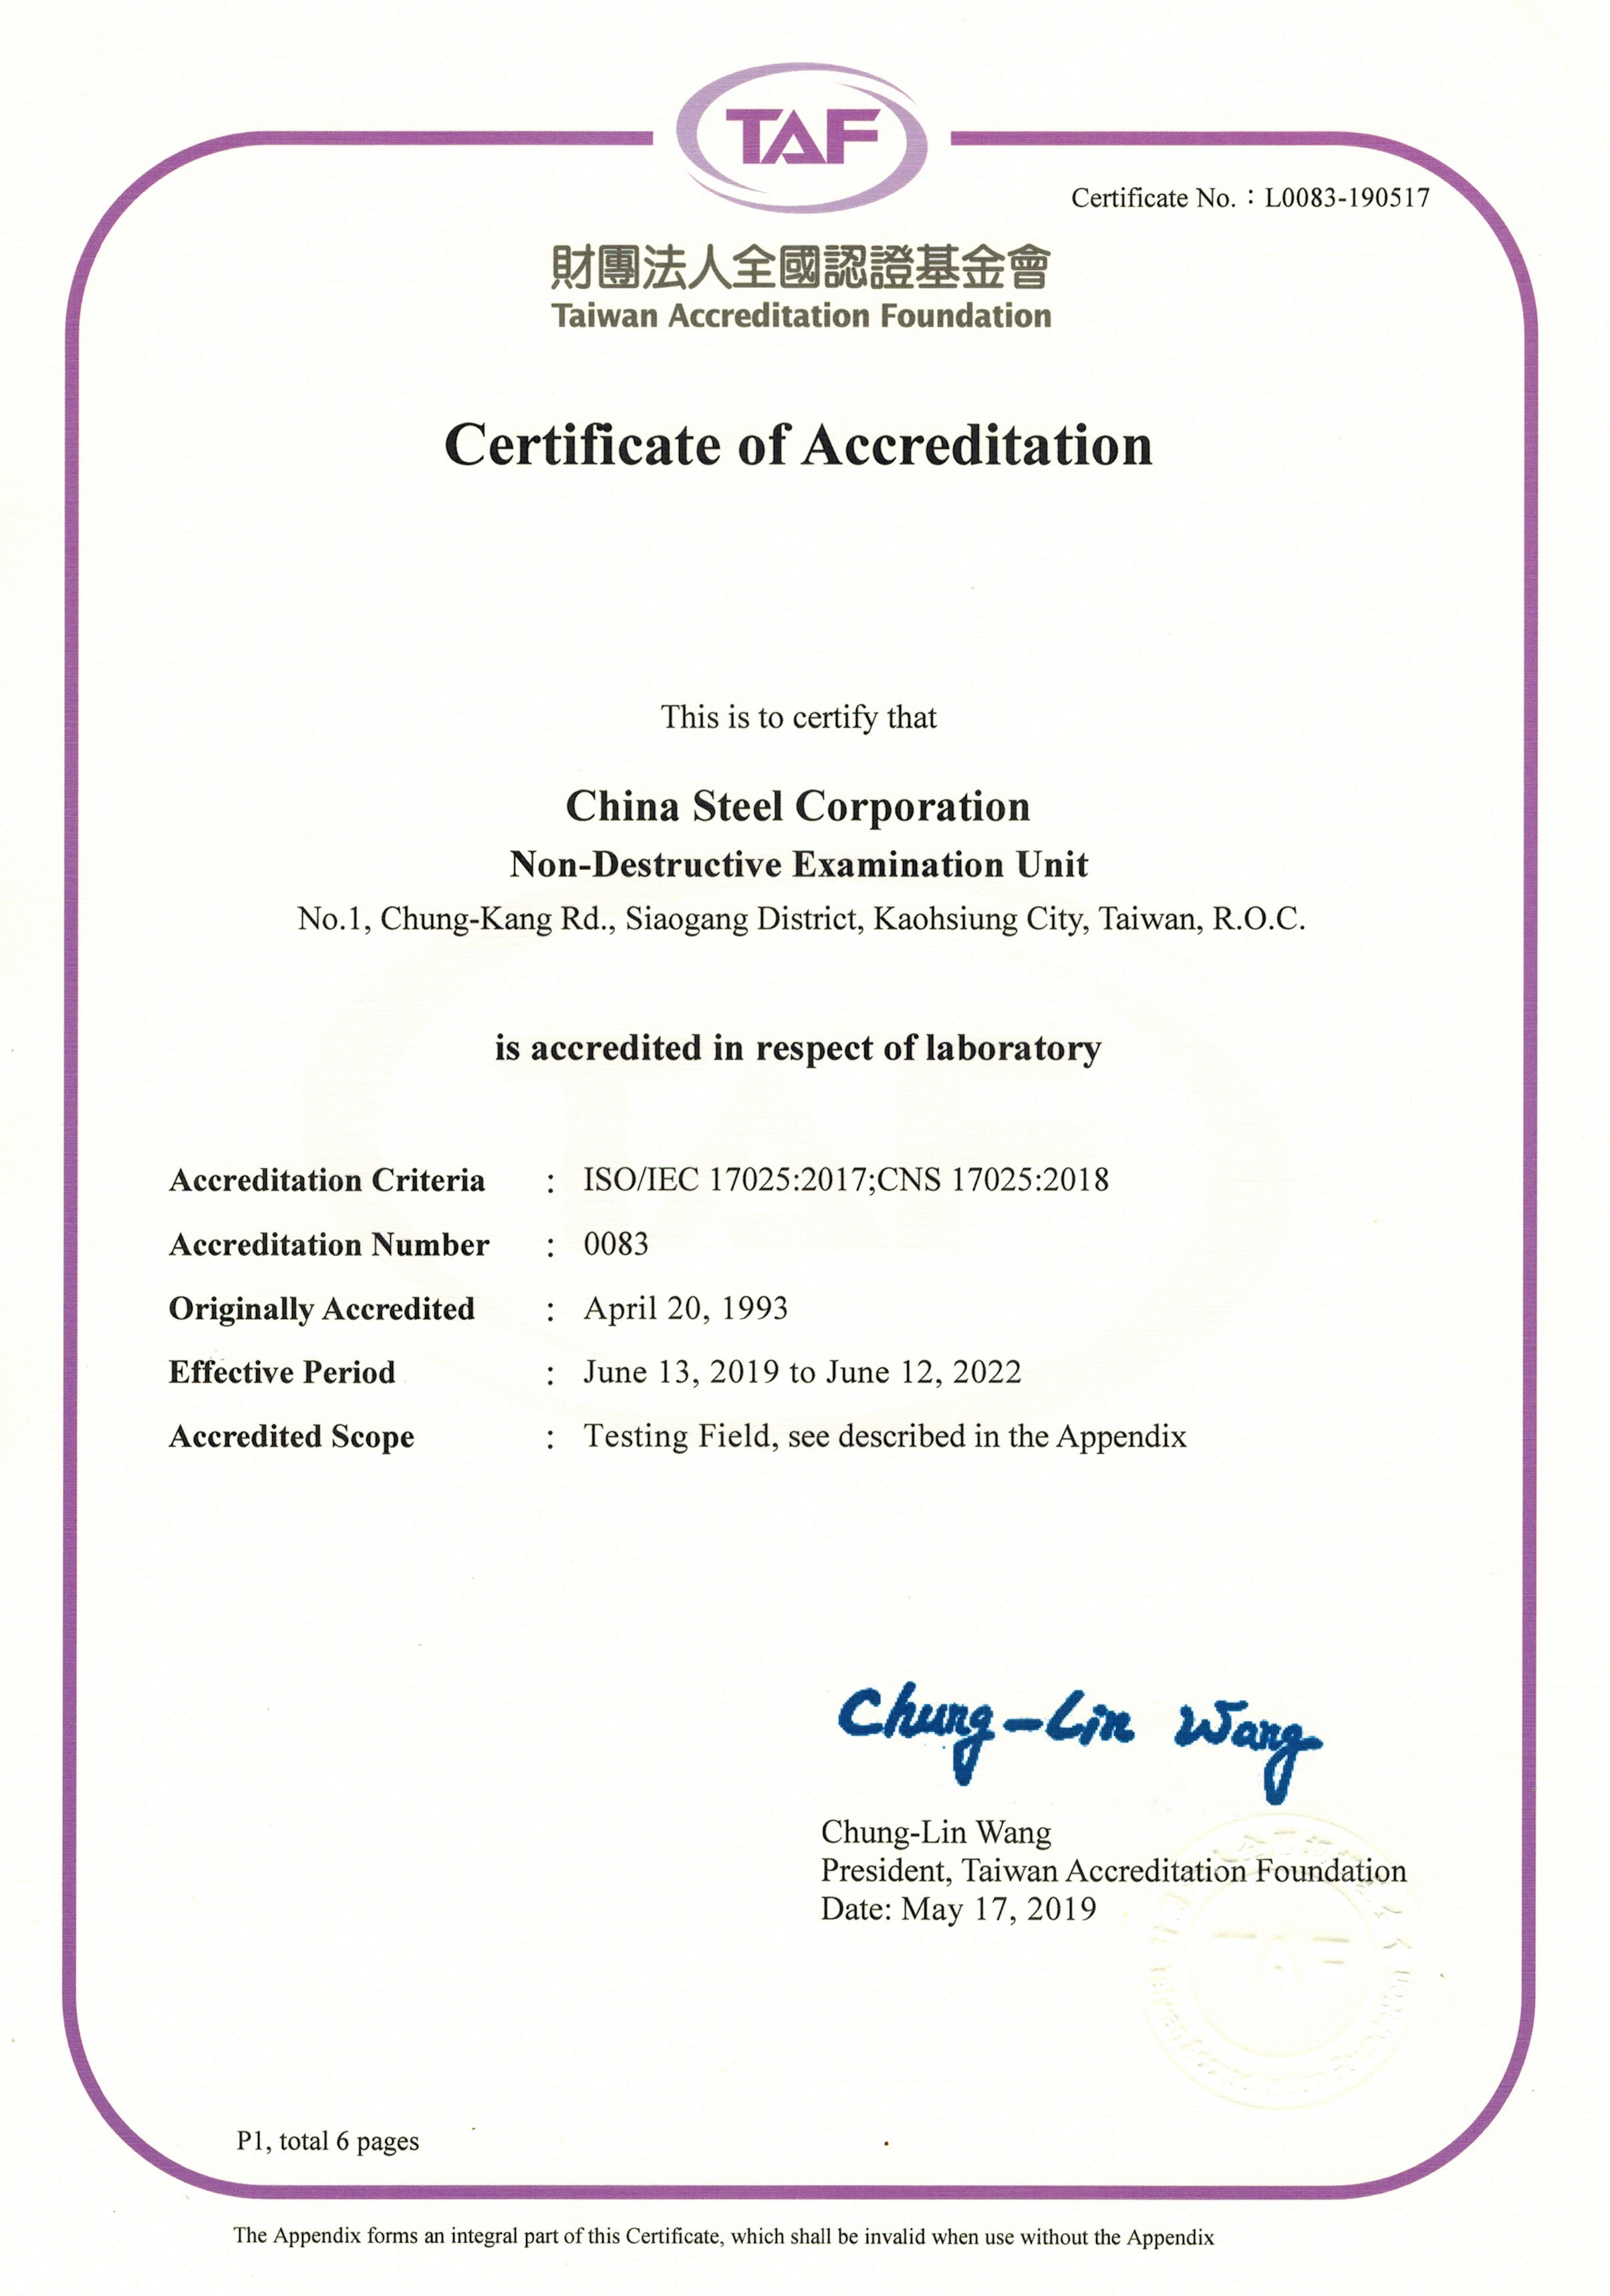 TAF
Certificate No.：L0083-190517
財團法人全國認證基金會
Taiwan Accreditation Foundation
Certificate of Accreditation
This is to certify that
China Steel Corporation
Non-Destructive Examination Unit
No.1, Chung-Kang Rd., Siaogang District, Kaohsiung City, Taiwan, R.O.C.
is accredited in respect of laboratory
Accreditation Criteria : ISO/IEC 17025:2017;CNS 17025:2018
Accreditation Number : 0083
Originally Accredited : April 20, 1993
Effective Period : June 13, 2019 to June 12, 2022
Accredited Scope : Testing Field, see described in the Appendix
Chung-Lin Wang
Chung-Lin Wang
President, Taiwan Accreditation Foundation
Date: May 17, 2019
TAF
P1, total 6 pages
The Appendix forms an integral part of this Certificate, which shall be invalid when use without the Appendix